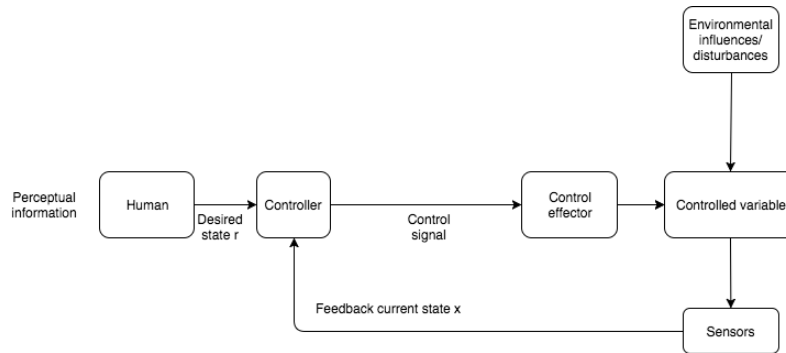 Environmental
influences/
disturbances
Perceptual
information
Human
Desired
state r
Controller
Control
signal
Control
effector
Controlled variable
Feedback current state x
Sensors